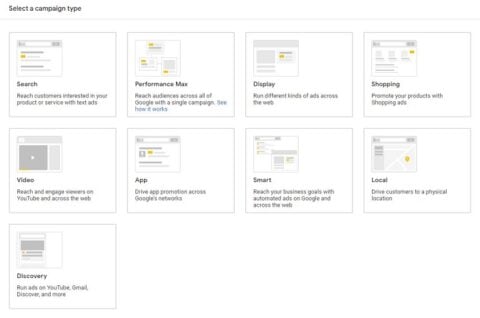 Select a campaign type
Search
Reach customers interested in your
product or service with text ads
Performance Max
Reach audiences across all of
Google with a single campaign. See
how it works
Display
Run different kinds of ads across
the web
Shopping
Promote your products with
Shopping ads
Video
Reach and engage viewers on
YouTube and across the web
App
Drive app promotion across
Google's networks
Smart
Reach your business goals with
automated ads on Google and
across the web
Local
Drive customers to a physical
location
Discovery
Run ads on YouTube, Gmail,
Discover, and more